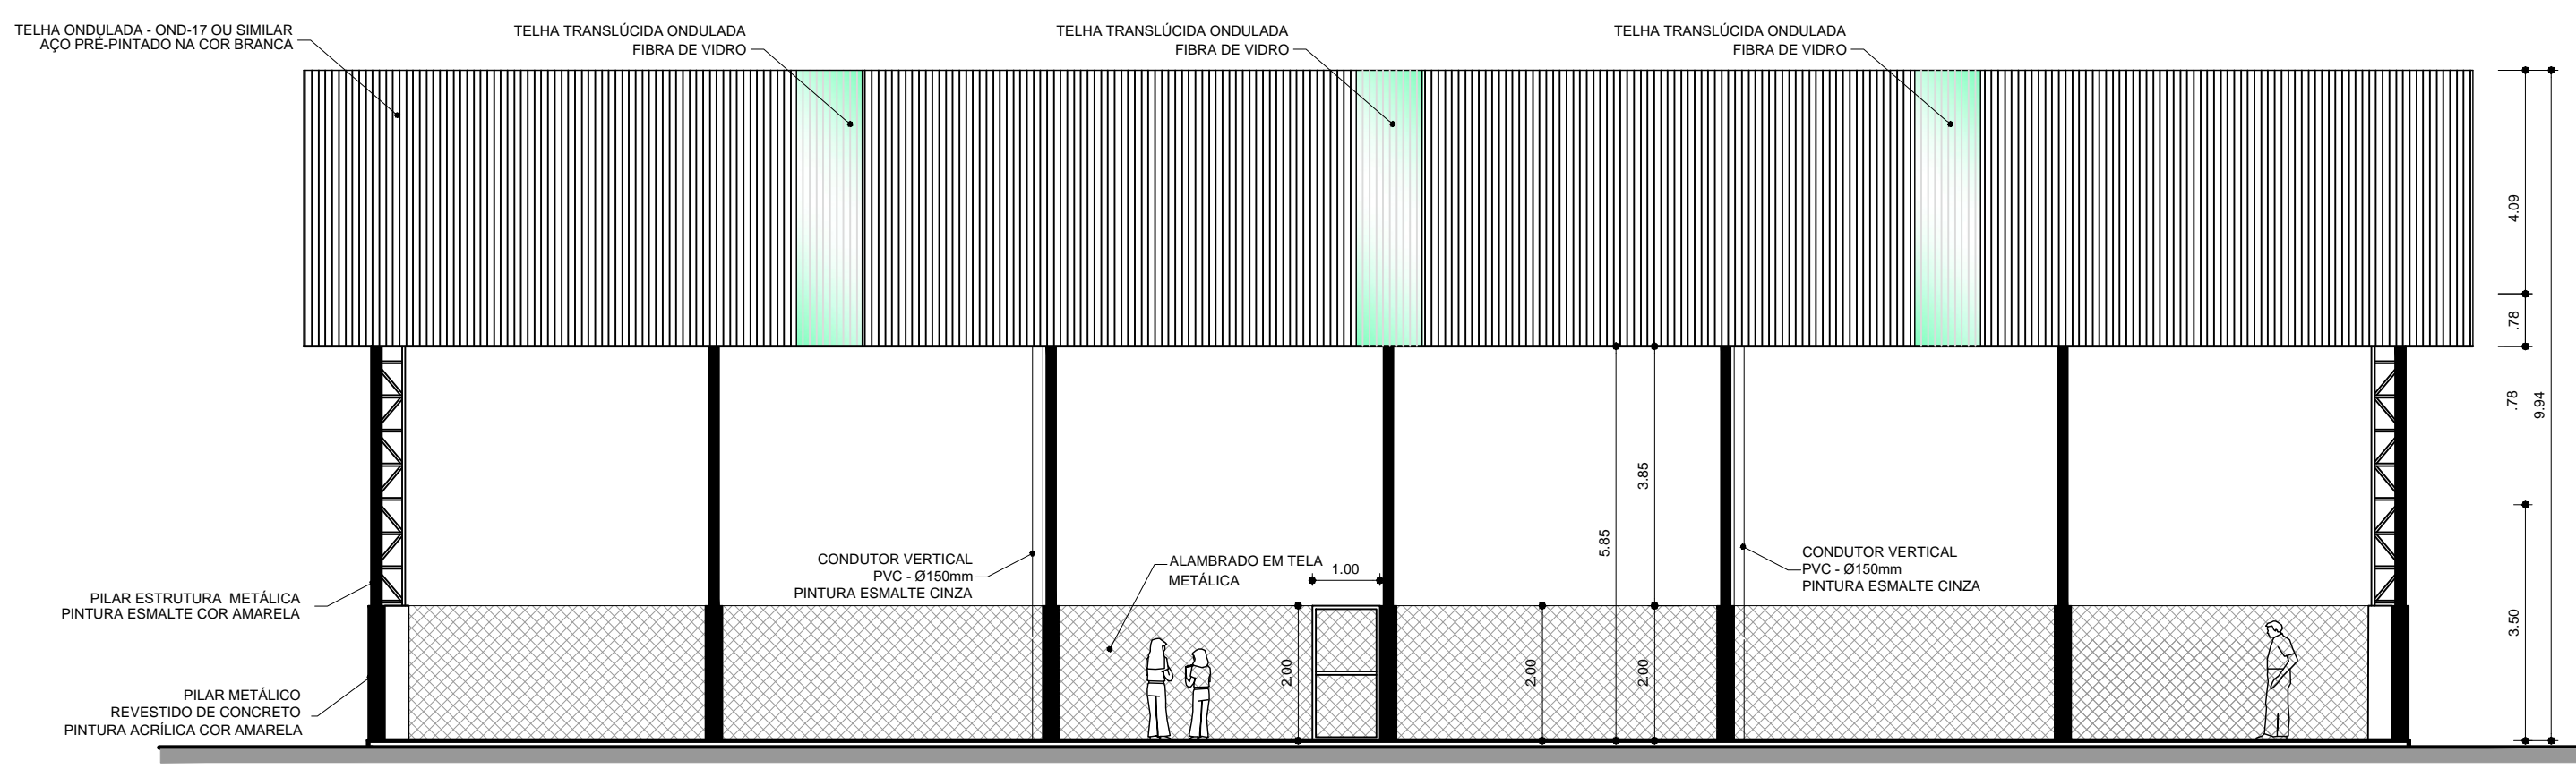 TELHA ONDULADA - OND-17 OU SIMILAR
AÇO PRÉ-PINTADO NA COR BRANCA
TELHA TRANSLÚCIDA ONDULADA
FIBRA DE VIDRO
TELHA TRANSLÚCIDA ONDULADA
FIBRA DE VIDRO
TELHA TRANSLÚCIDA ONDULADA
FIBRA DE VIDRO
4.09
.78
.78
9.94
3.85
5.85
CONDUTOR VERTICAL
PVC - Ø150mm
PINTURA ESMALTE CINZA
ALAMBRADO EM TELA
METÁLICA
1.00
CONDUTOR VERTICAL
PVC - Ø150mm
PINTURA ESMALTE CINZA
PILAR ESTRUTURA METÁLICA
PINTURA ESMALTE COR AMARELA
3.50
2.00
2.00
2.00
PILAR METÁLICO
REVESTIDO DE CONCRETO
PINTURA ACRÍLICA COR AMARELA